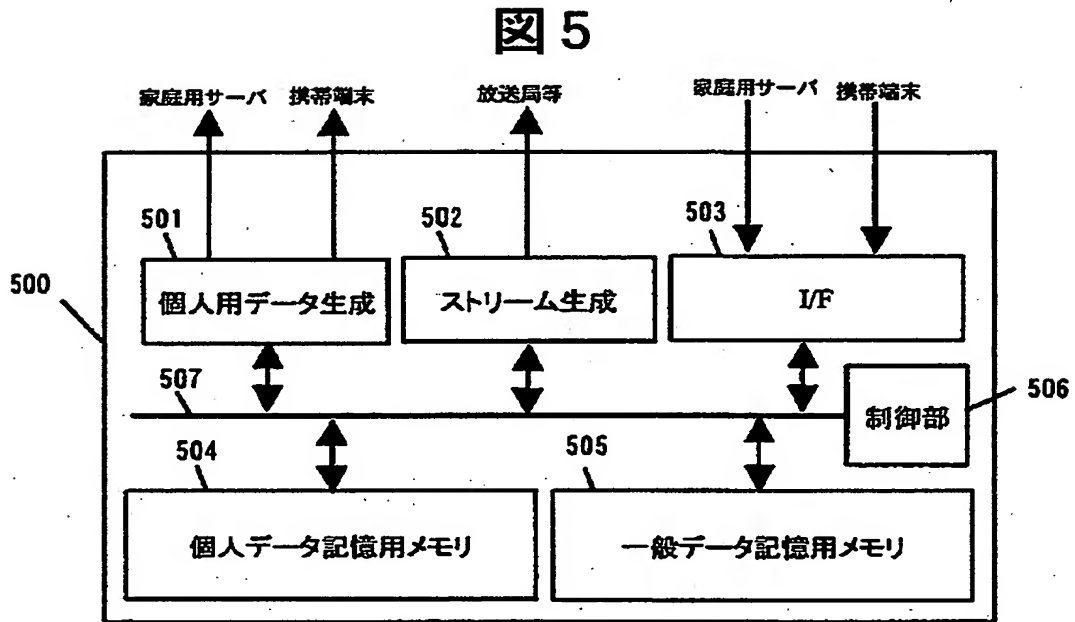 図5
家庭用サーバ 携帯端末 放送局等 家庭用サーバ 携帯端末
501 502 503
500 個人用データ生成 ストリーム生成 I/F
507 506
制御部
504 505
個人データ記憶用メモリ 一般データ記憶用メモリ